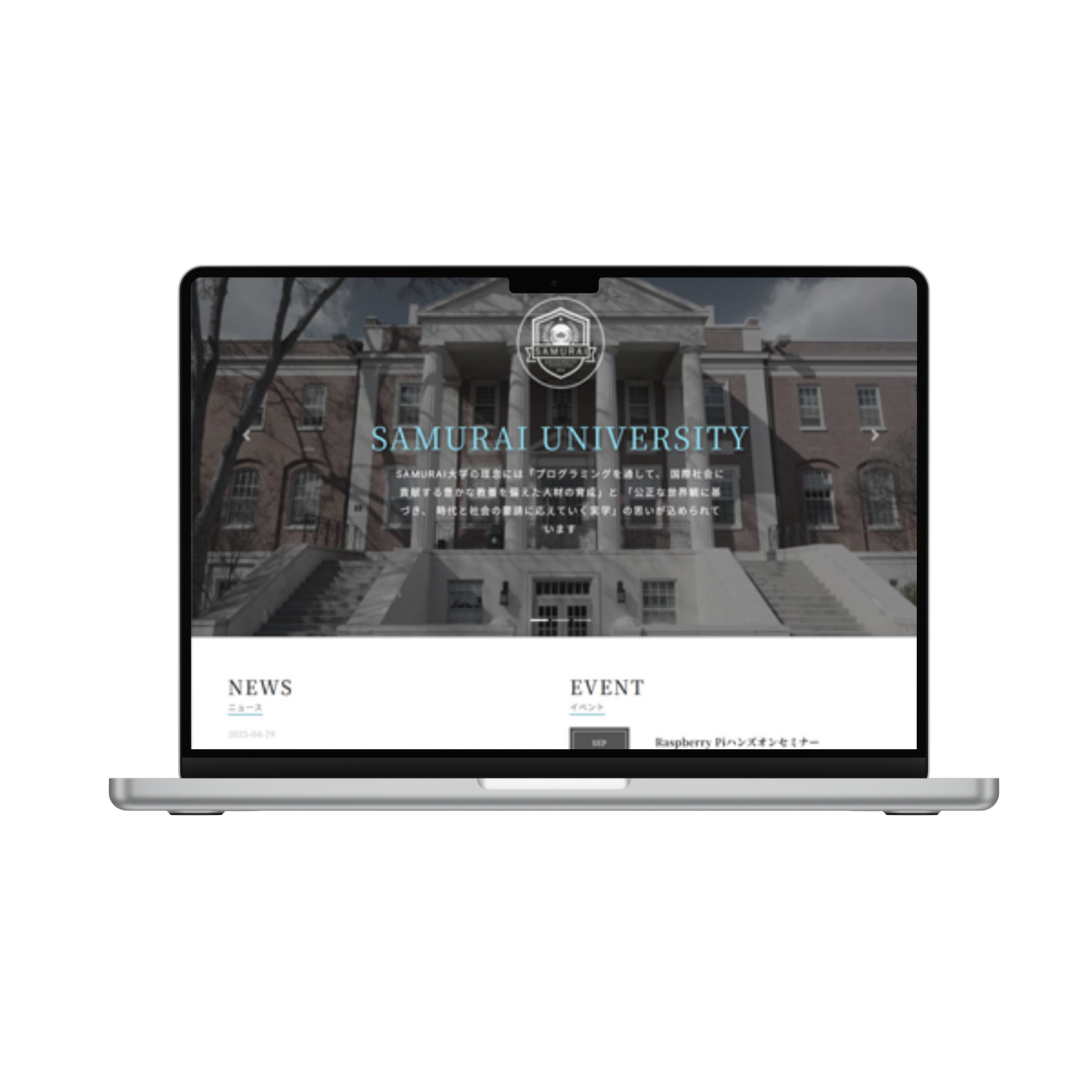 SAMURAI
SAMURAI UNIVERSITY
SAMURAI大学の理念には「プログラミングを通して、 国際社会に
貢献する豊かな教養を備えた人材の育成」と 「公正な世界観に基
づき、 時代と社会の要請に応えていく実学」の思いが込められて
います
NEWS
ニュース
2025-04-29
EVENT
イベント
SEP
Raspberry Piハンズオンセミナー